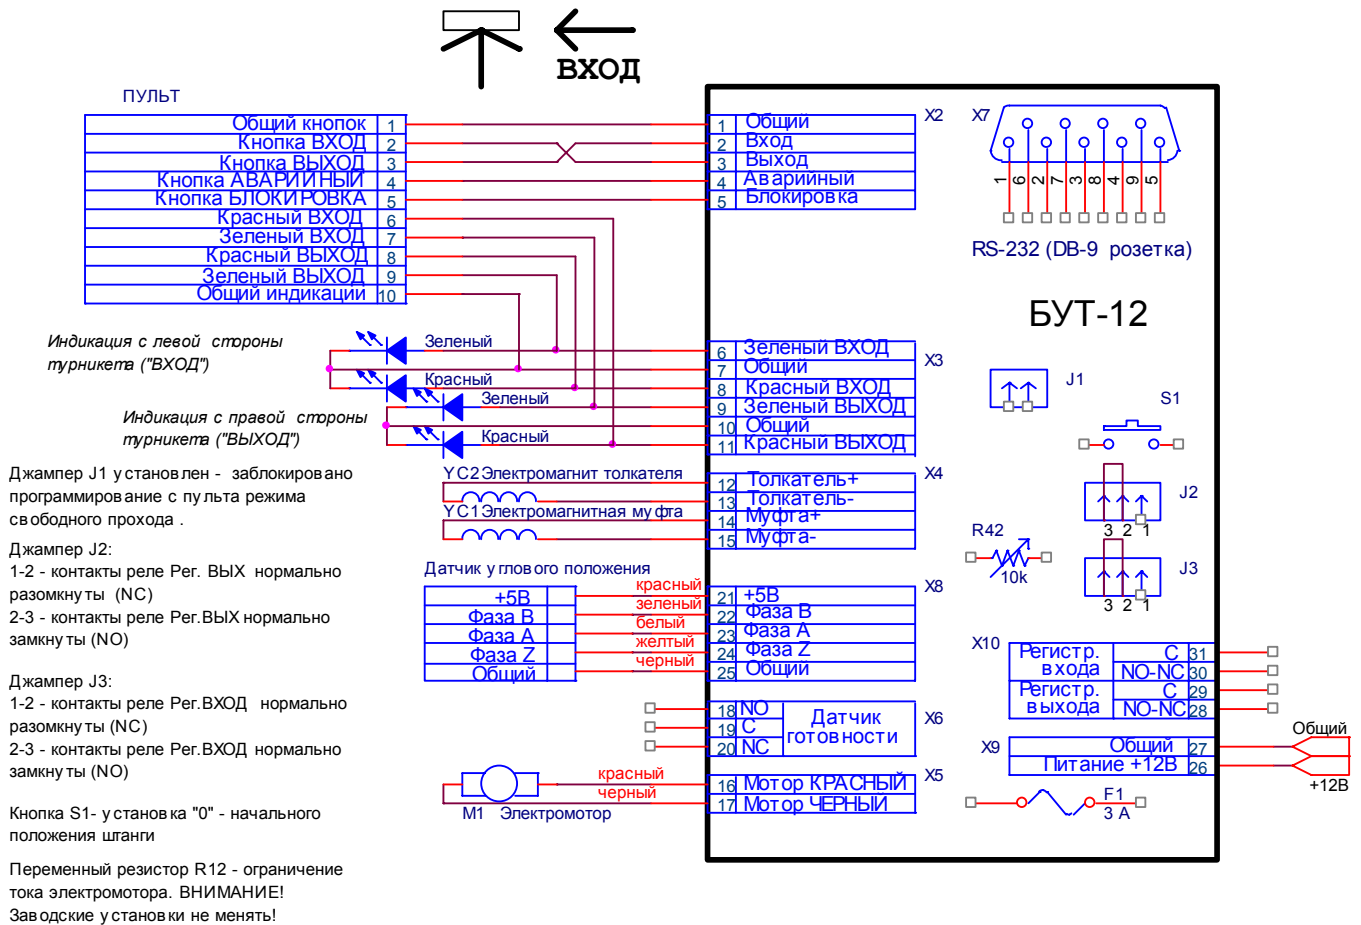 ВХОД
ПУЛЬТ
Общий кнопок 1
Кнопка ВХОД 2
Кнопка ВЫХОД 3
Кнопка АВАРИЙНЫЙ 4
Кнопка БЛОКИРОВКА 5
Красный ВХОД 6
Зеленый ВХОД 7
Красный ВЫХОД 8
Зеленый ВЫХОД 9
Общий индикации 10
X2
1 Общий
2 Вход
3 Выход
4 Аварийный
5 Блокировка
X7
1 6 2 7 3 8 4 9 5
RS-232 (DB-9 розетка)
БУТ-12
Индикация с левой стороны
турникета ("ВХОД")
Зеленый
Красный
Индикация с правой стороны
турникета ("ВЫХОД")
Зеленый
Красный
X3
6 Зеленый ВХОД
7 Общий
8 Красный ВХОД
9 Зеленый ВЫХОД
10 Общий
11 Красный ВЫХОД
J1
S1
YC2 Электромагнит толкателя
YC1 Электромагнитная муфта
X4
12 Толкатель+
13 Толкатель-
14 Муфта+
15 Муфта-
J2
3 2 1
R42
10k
J3
3 2 1
Датчик углового положения
+5В
Фаза В
Фаза А
Фаза Z
Общий
красный
зеленый
белый
желтый
черный
X8
21 +5В
22 Фаза В
23 Фаза А
24 Фаза Z
25 Общий
X6
18 NO
19 C
20 NC
Датчик
готовности
X5
16 Мотор КРАСНЫЙ
17 Мотор ЧЕРНЫЙ
красный
черный
M1 Электромотор
X10
Регистр.
входа
C 31
NO-NC 30
Регистр.
выхода
C 29
NO-NC 28
X9
Общий 27
Питание +12В 26
Общий
+12В
F1
3 А
Джампер J1 установлен - заблокировано
программирование с пульта режима
свободного прохода .
Джампер J2:
1-2 - контакты реле Рег. ВЫХ нормально
разомкнуты (NC)
2-3 - контакты реле Рег.ВЫХ нормально
замкнуты (NO)
Джампер J3:
1-2 - контакты реле Рег.ВХОД нормально
разомкнуты (NC)
2-3 - контакты реле Рег.ВХОД нормально
замкнуты (NO)
Кнопка S1- установка "0" - начального
положения штанги
Переменный резистор R12 - ограничение
тока электромотора. ВНИМАНИЕ!
Заводские установки не менять!